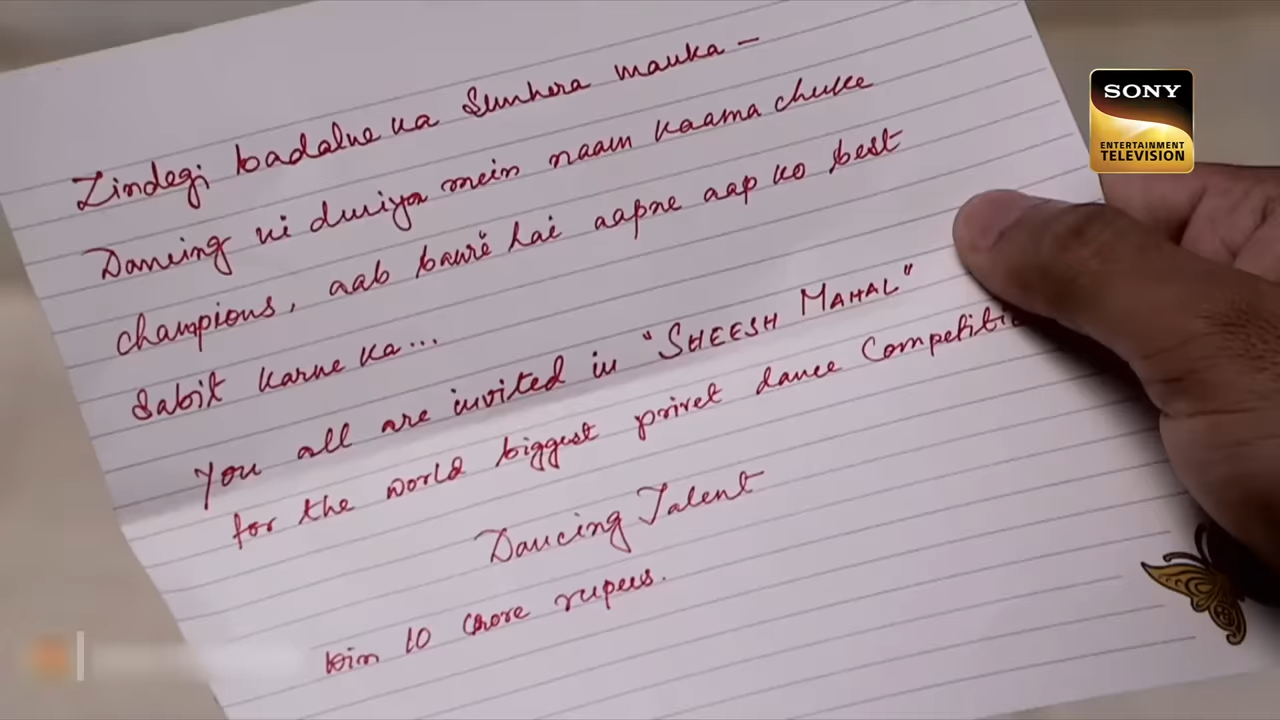 Zindegi badalne ka Sunhera mauka -
Dancing ki duniya mein naam kaama chuke
champions, aab baari hai aapne aap ko best
Sabit karne ka...
You all are invited in "SHEESH MAHAL"
for the world biggest privet dance Competiti
Dancing Talent
win 10 crore rupees.
SONY
ENTERTAINMENT
TELEVISION